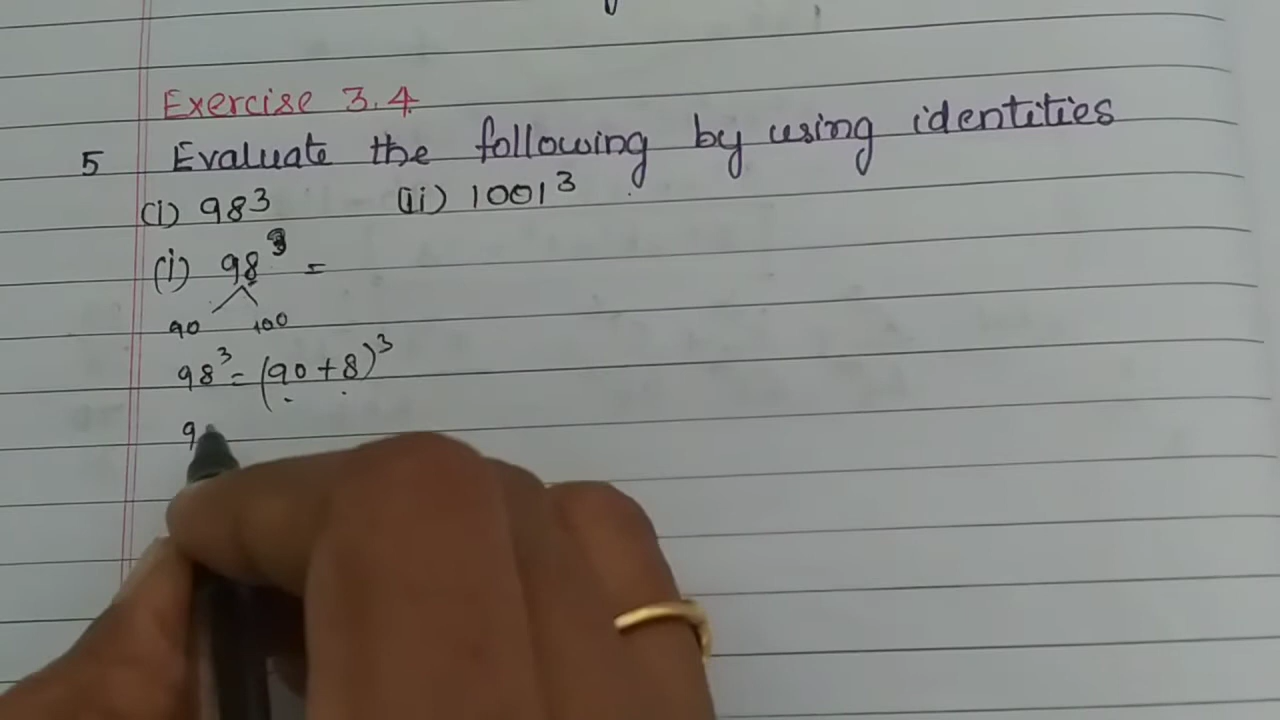 Exercise 3.4
5 Evaluate the following by using identities
(i) 98³ (ii) 1001³
(i) 98³ =
90 100
98³ = (90 + 8)³
9